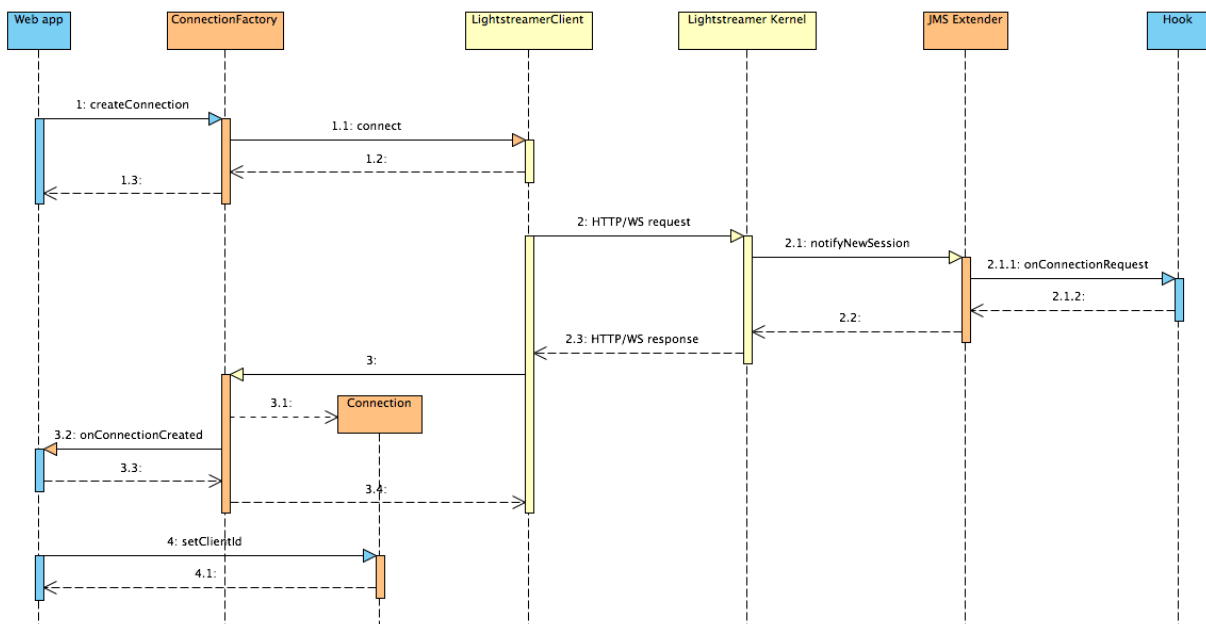 Web app
ConnectionFactory
LightstreamerClient
Lightstreamer Kernel
JMS Extender
Hook
1: createConnection
1.1: connect
1.2:
1.3:
2: HTTP/WS request
2.1: notifyNewSession
2.1.1: onConnectionRequest
2.1.2:
2.2:
2.3: HTTP/WS response
3:
3.1:
Connection
3.2: onConnectionCreated
3.3:
3.4:
4: setClientId
4.1: